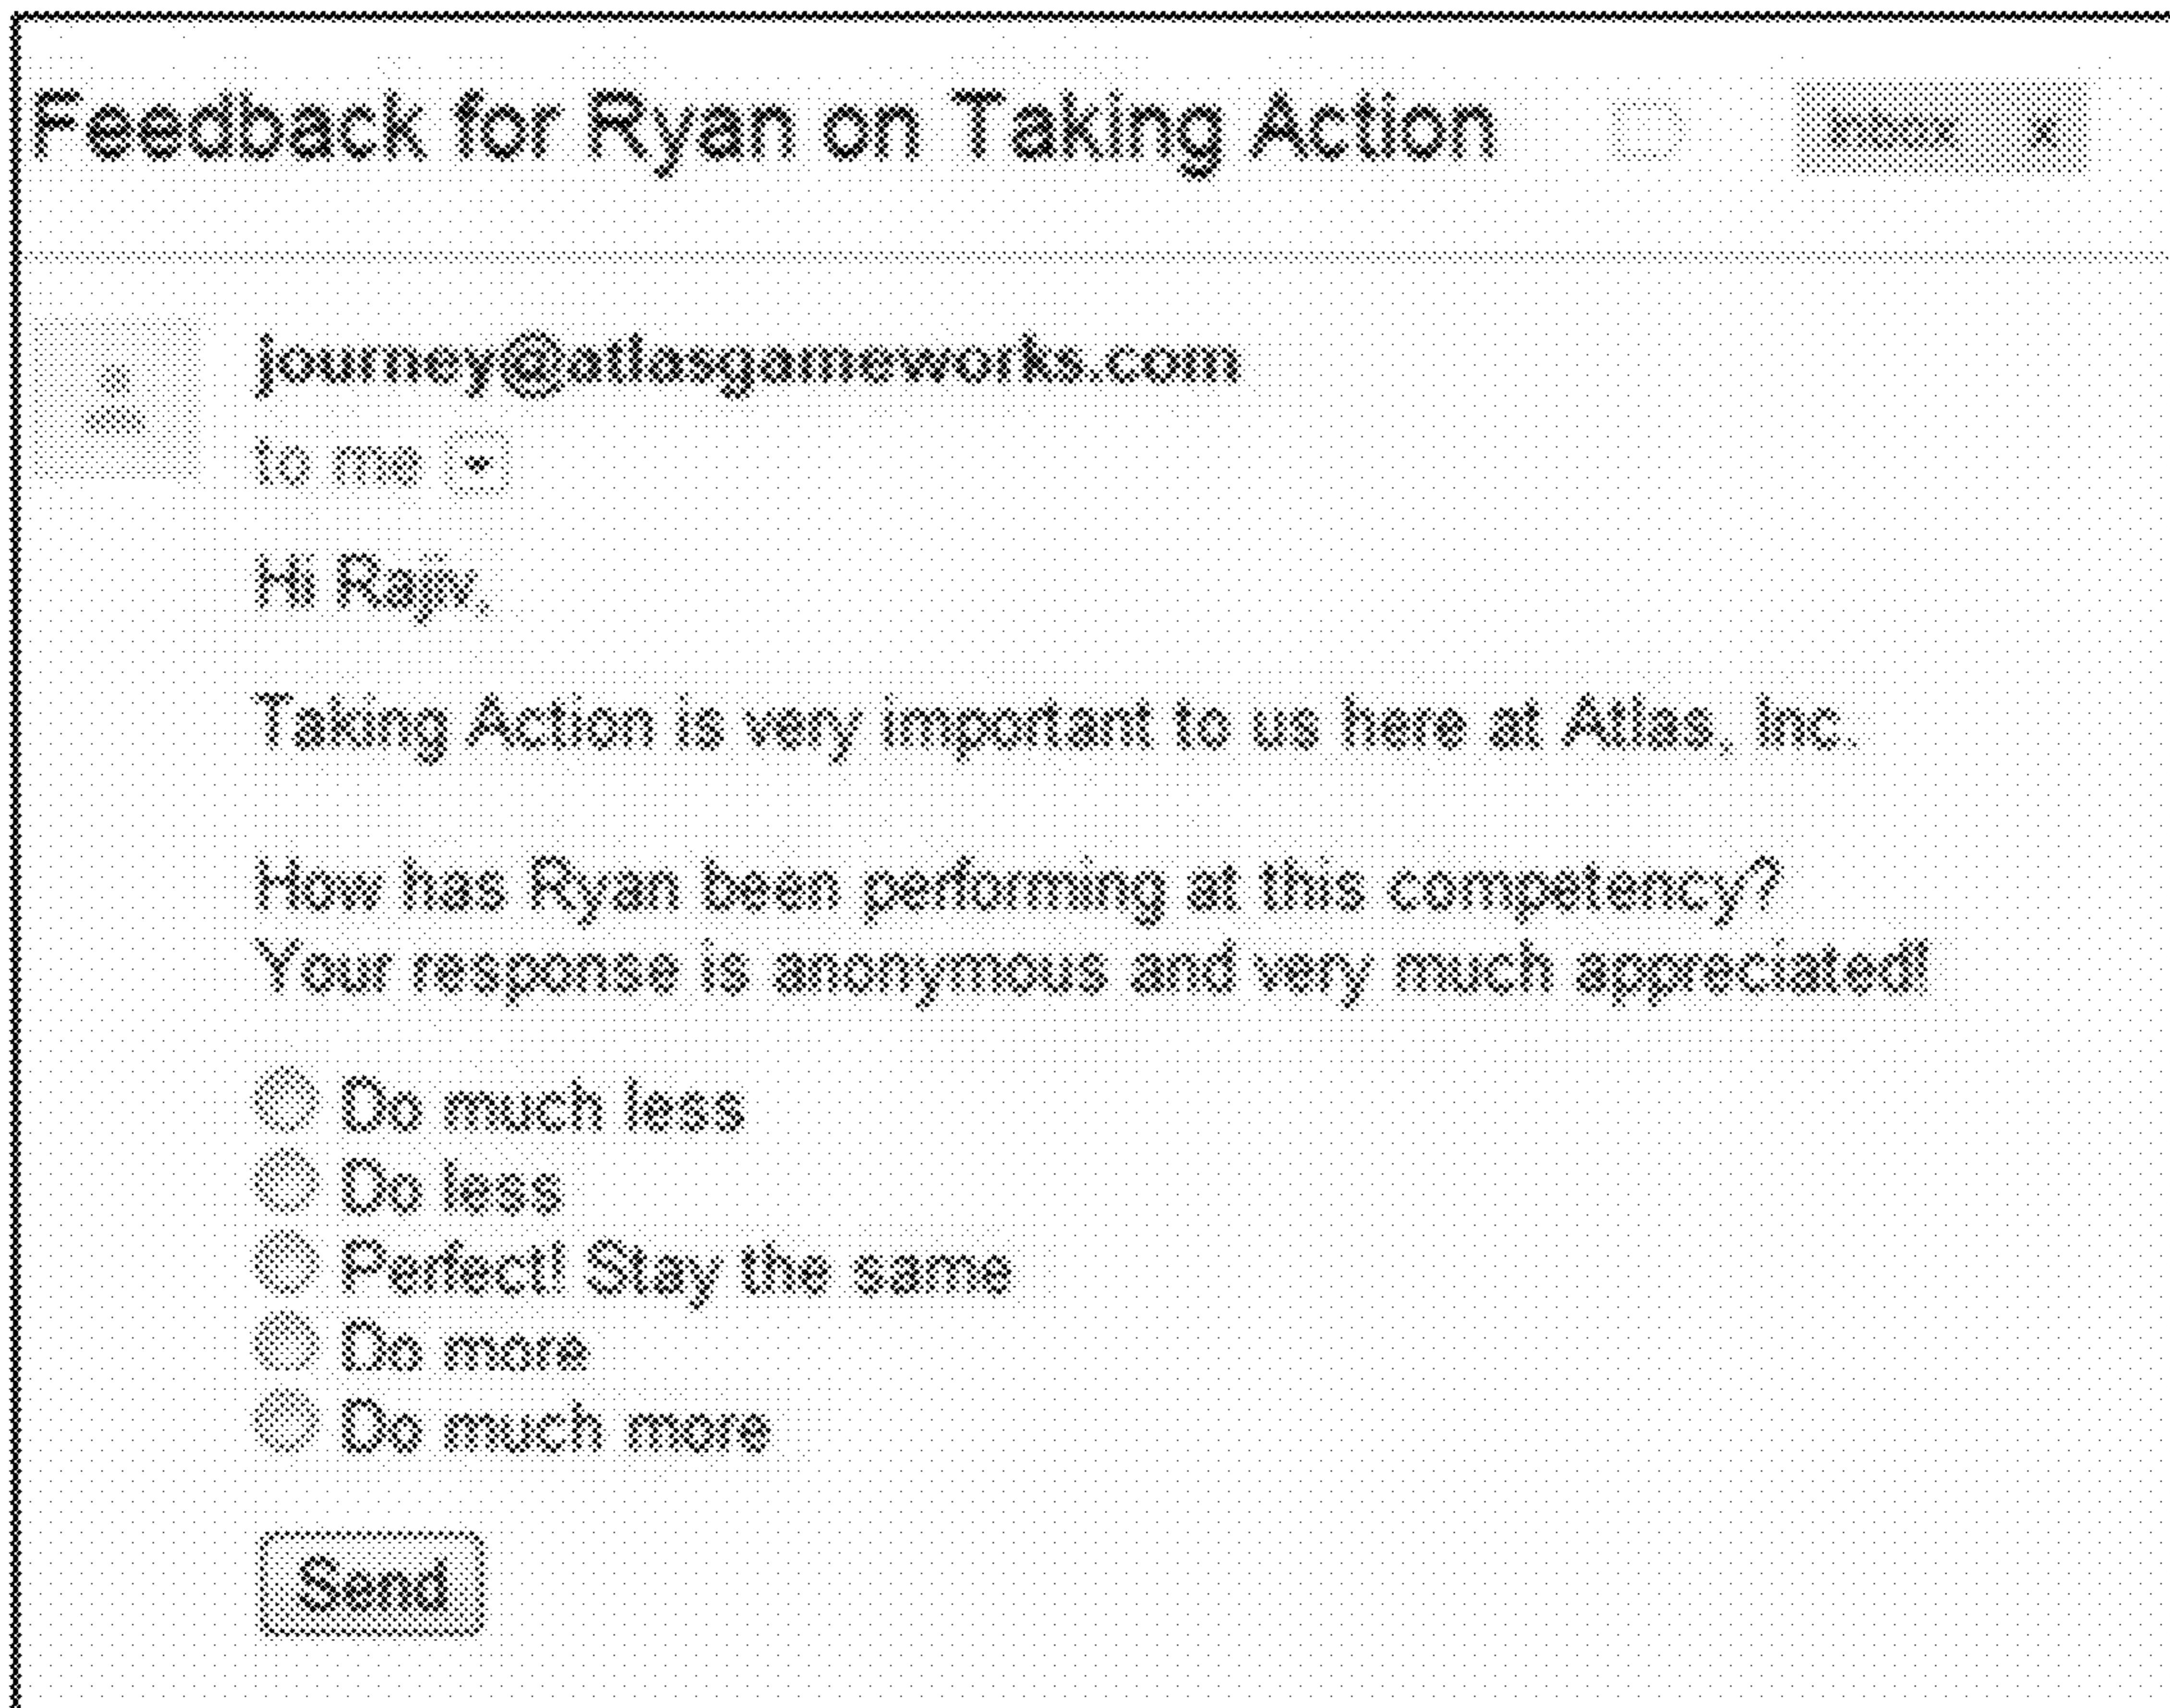 Feedback for Ryan on Taking Action
Inbox x
journey@atlasgameworks.com
to me
Hi Rajiv,
Taking Action is very important to us here at Atlas, Inc.
How has Ryan been performing at this competency?
Your response is anonymous and very much appreciated!
Do much less
Do less
Perfect! Stay the same
Do more
Do much more
Send